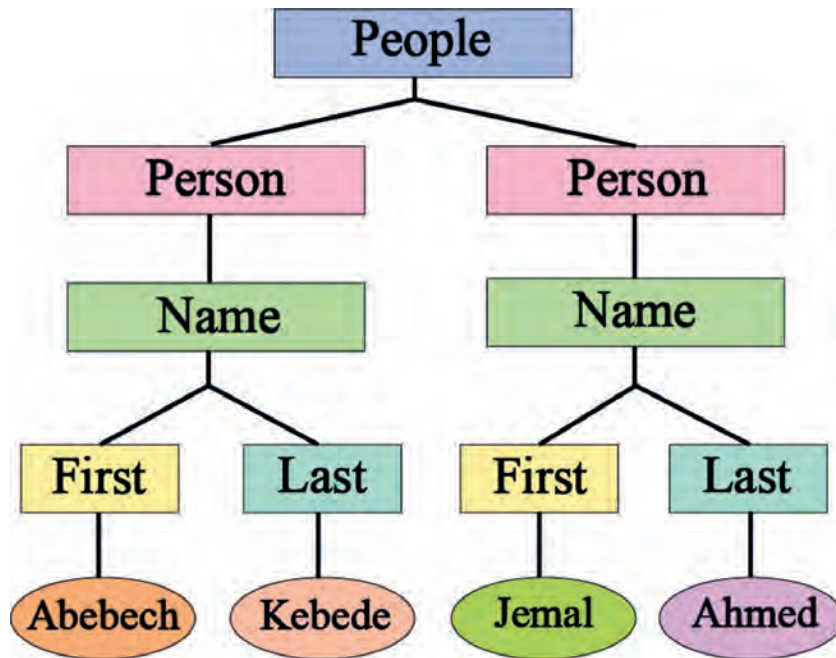 People
Person Person
Name Name
First Last First Last
Abebech Kebede Jemal Ahmed